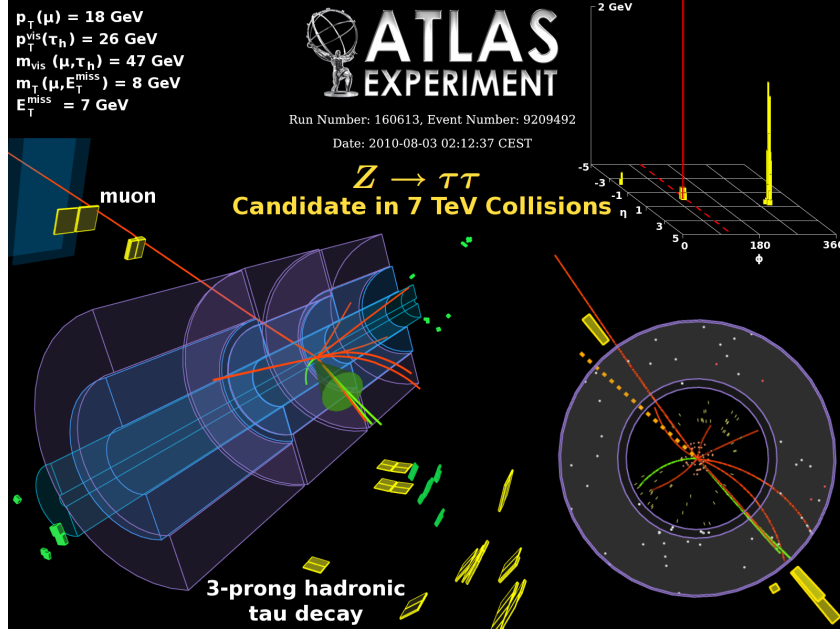 p_T(μ) = 18 GeV
p_T^vis(τ_h) = 26 GeV
m_vis (μ,τ_h) = 47 GeV
m_T(μ,E_T^miss) = 8 GeV
E_T^miss = 7 GeV
ATLAS
EXPERIMENT
Run Number: 160613, Event Number: 9209492
Date: 2010-08-03 02:12:37 CEST
Z → ττ
Candidate in 7 TeV Collisions
2 GeV
-5
-3
-1
η 1
3
5
0 180 360
ϕ
muon
3-prong hadronic
tau decay